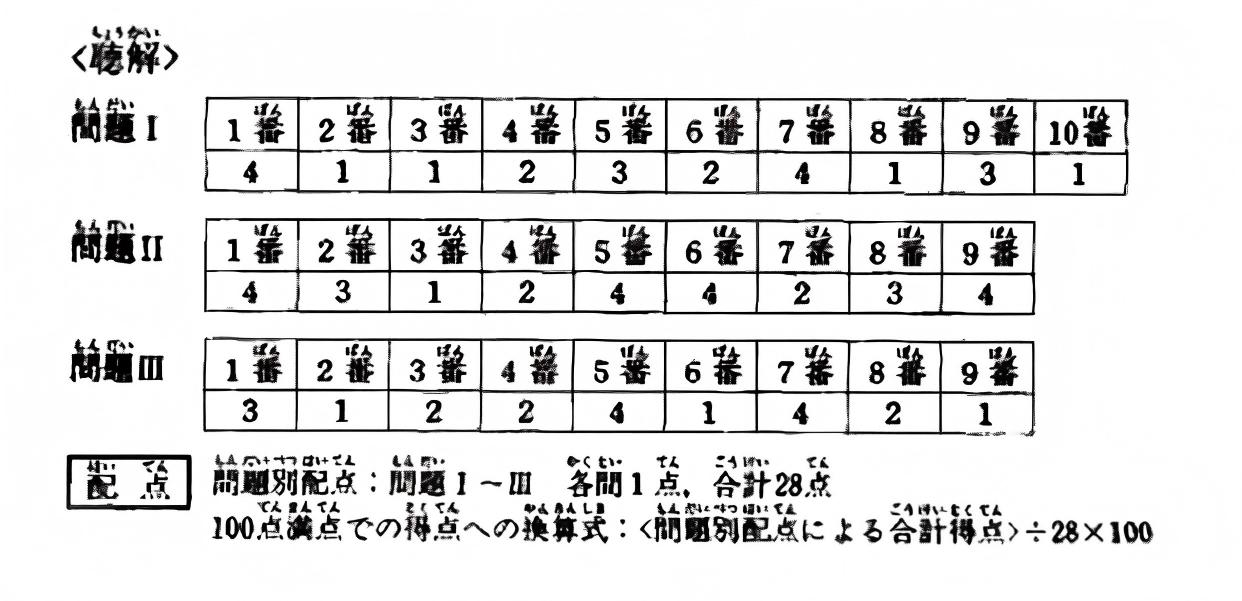 〈聴解〉
問題Ⅰ 1番 2番 3番 4番 5番 6番 7番 8番 9番 10番
4 1 1 2 3 2 4 1 3 1
問題Ⅱ 1番 2番 3番 4番 5番 6番 7番 8番 9番
4 3 1 2 4 4 2 3 4
問題Ⅲ 1番 2番 3番 4番 5番 6番 7番 8番 9番
3 1 2 2 4 1 4 2 1
配点 問題別配点：問題Ⅰ～Ⅲ 各問1点，合計28点
100点満点での得点への換算式：〈問題別配点による合計得点〉÷28×100